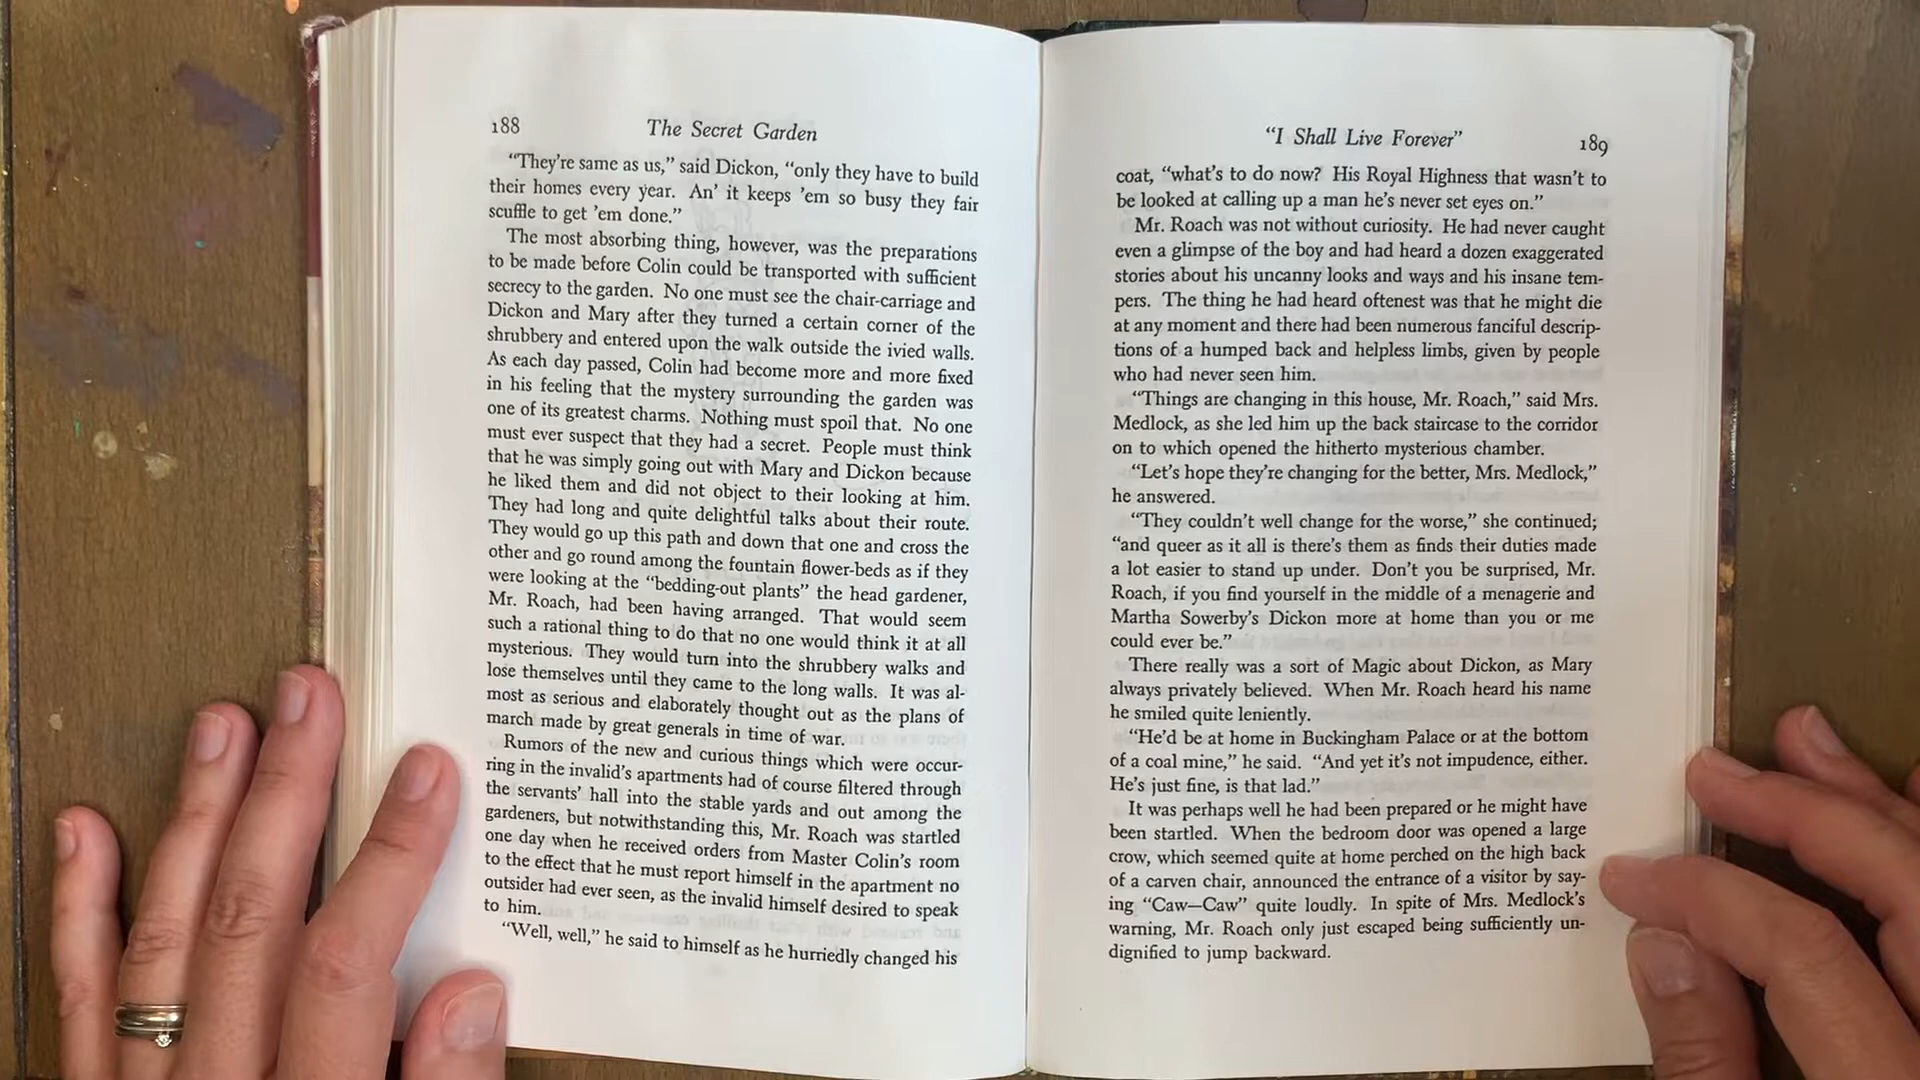 188
The Secret Garden
“They're same as us,” said Dickon, “only they have to build
their homes every year. An' it keeps 'em so busy they fair
scuffle to get 'em done.”
The most absorbing thing, however, was the preparations
to be made before Colin could be transported with sufficient
secrecy to the garden. No one must see the chair-carriage and
Dickon and Mary after they turned a certain corner of the
shrubbery and entered upon the walk outside the ivied walls.
As each day passed, Colin had become more and more fixed
in his feeling that the mystery surrounding the garden was
one of its greatest charms. Nothing must spoil that. No one
must ever suspect that they had a secret. People must think
that he was simply going out with Mary and Dickon because
he liked them and did not object to their looking at him.
They had long and quite delightful talks about their route.
They would go up this path and down that one and cross the
other and go round among the fountain flower-beds as if they
were looking at the “bedding-out plants” the head gardener,
Mr. Roach, had been having arranged. That would seem
such a rational thing to do that no one would think it at all
mysterious. They would turn into the shrubbery walks and
lose themselves until they came to the long walls. It was al-
most as serious and elaborately thought out as the plans of
march made by great generals in time of war.
Rumors of the new and curious things which were occur-
ring in the invalid's apartments had of course filtered through
the servants' hall into the stable yards and out among the
gardeners, but notwithstanding this, Mr. Roach was startled
one day when he received orders from Master Colin's room
to the effect that he must report himself in the apartment no
outsider had ever seen, as the invalid himself desired to speak
to him.
“Well, well,” he said to himself as he hurriedly changed his
“I Shall Live Forever”
189
coat, “what's to do now? His Royal Highness that wasn't to
be looked at calling up a man he's never set eyes on.”
Mr. Roach was not without curiosity. He had never caught
even a glimpse of the boy and had heard a dozen exaggerated
stories about his uncanny looks and ways and his insane tem-
pers. The thing he had heard oftenest was that he might die
at any moment and there had been numerous fanciful descrip-
tions of a humped back and helpless limbs, given by people
who had never seen him.
“Things are changing in this house, Mr. Roach,” said Mrs.
Medlock, as she led him up the back staircase to the corridor
on to which opened the hitherto mysterious chamber.
“Let's hope they're changing for the better, Mrs. Medlock,”
he answered.
“They couldn't well change for the worse,” she continued;
“and queer as it all is there's them as finds their duties made
a lot easier to stand up under. Don't you be surprised, Mr.
Roach, if you find yourself in the middle of a menagerie and
Martha Sowerby's Dickon more at home than you or me
could ever be.”
There really was a sort of Magic about Dickon, as Mary
always privately believed. When Mr. Roach heard his name
he smiled quite leniently.
“He'd be at home in Buckingham Palace or at the bottom
of a coal mine,” he said. “And yet it's not impudence, either.
He's just fine, is that lad.”
It was perhaps well he had been prepared or he might have
been startled. When the bedroom door was opened a large
crow, which seemed quite at home perched on the high back
of a carven chair, announced the entrance of a visitor by say-
ing “Caw—Caw” quite loudly. In spite of Mrs. Medlock's
warning, Mr. Roach only just escaped being sufficiently un-
dignified to jump backward.